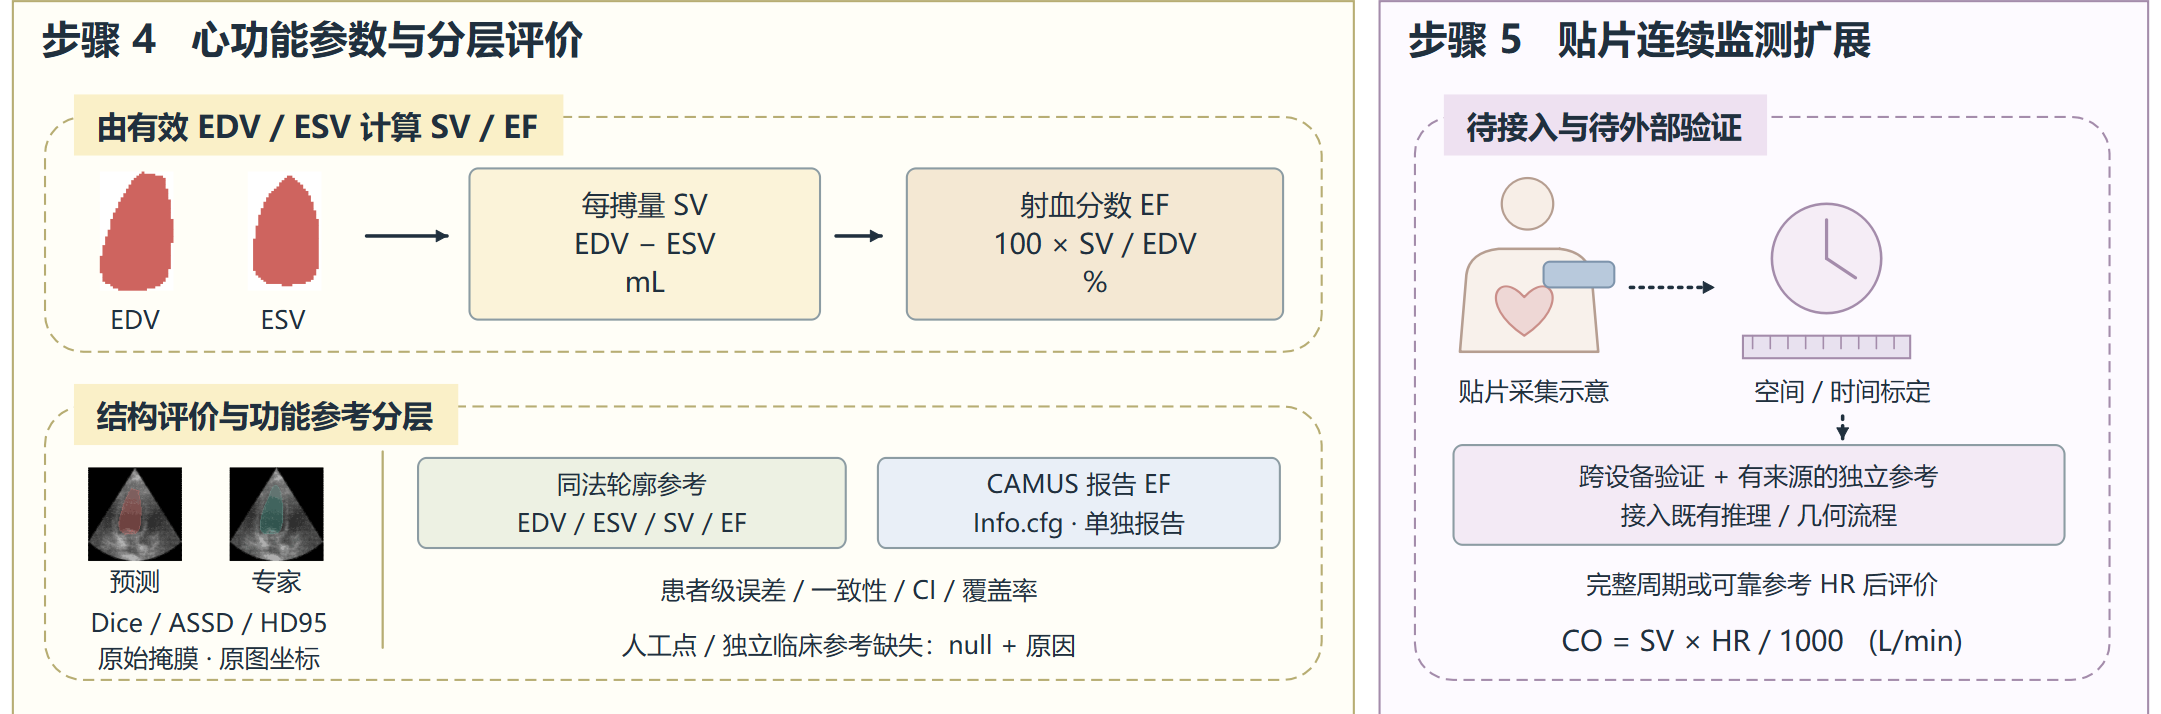 步骤 4 心功能参数与分层评价
由有效 EDV / ESV 计算 SV / EF
EDV
ESV
每搏量 SV
EDV − ESV
mL
射血分数 EF
100 × SV / EDV
%
结构评价与功能参考分层
预测
专家
Dice / ASSD / HD95
原始掩膜 · 原图坐标
同法轮廓参考
EDV / ESV / SV / EF
CAMUS 报告 EF
Info.cfg · 单独报告
患者级误差 / 一致性 / CI / 覆盖率
人工点 / 独立临床参考缺失：null + 原因
步骤 5 贴片连续监测扩展
待接入与待外部验证
贴片采集示意
空间 / 时间标定
跨设备验证 + 有来源的独立参考
接入既有推理 / 几何流程
完整周期或可靠参考 HR 后评价
CO = SV × HR / 1000 (L/min)